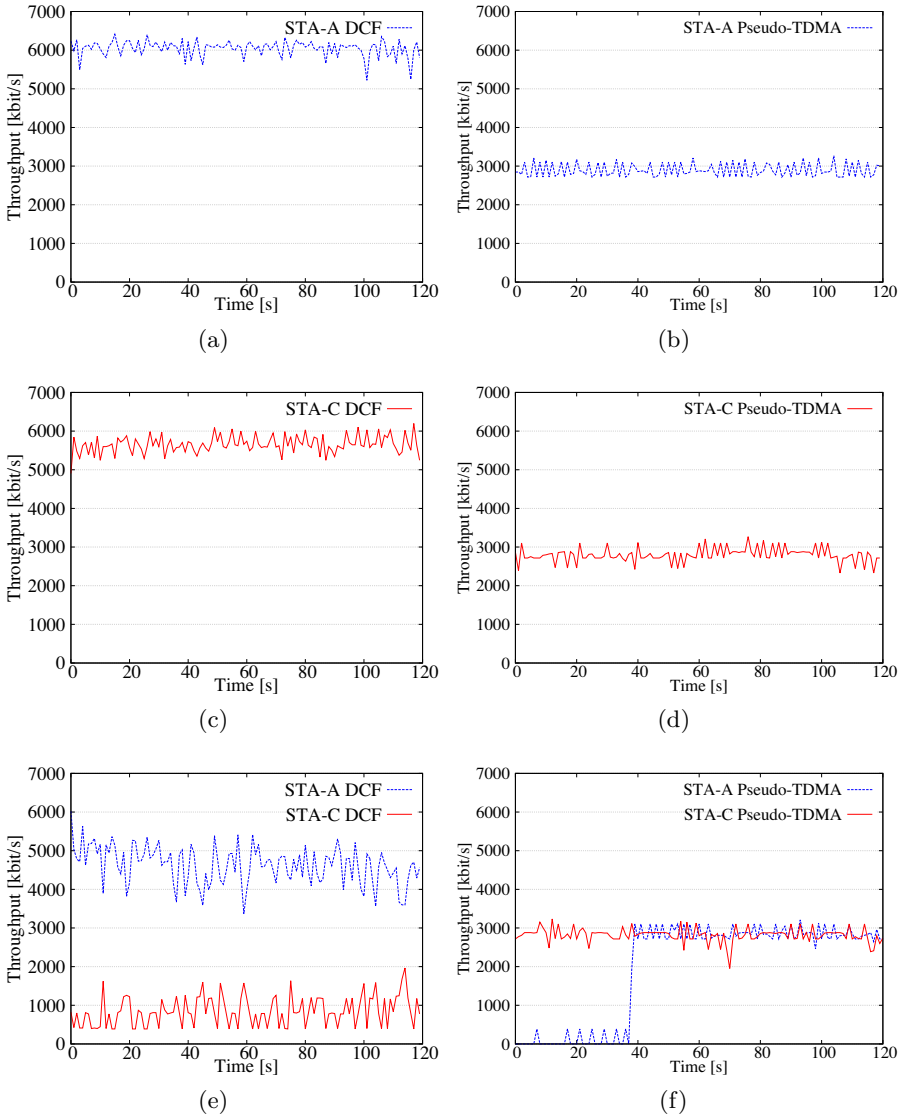 7000
6000
5000
4000
3000
2000
1000
0
Throughput [kbit/s]
STA-A DCF
0 20 40 60 80 100 120
Time [s]
(a)
7000
6000
5000
4000
3000
2000
1000
0
Throughput [kbit/s]
STA-A Pseudo-TDMA
0 20 40 60 80 100 120
Time [s]
(b)
7000
6000
5000
4000
3000
2000
1000
0
Throughput [kbit/s]
STA-C DCF
0 20 40 60 80 100 120
Time [s]
(c)
7000
6000
5000
4000
3000
2000
1000
0
Throughput [kbit/s]
STA-C Pseudo-TDMA
0 20 40 60 80 100 120
Time [s]
(d)
7000
6000
5000
4000
3000
2000
1000
0
Throughput [kbit/s]
STA-A DCF
STA-C DCF
0 20 40 60 80 100 120
Time [s]
(e)
7000
6000
5000
4000
3000
2000
1000
0
Throughput [kbit/s]
STA-A Pseudo-TDMA
STA-C Pseudo-TDMA
0 20 40 60 80 100 120
Time [s]
(f)